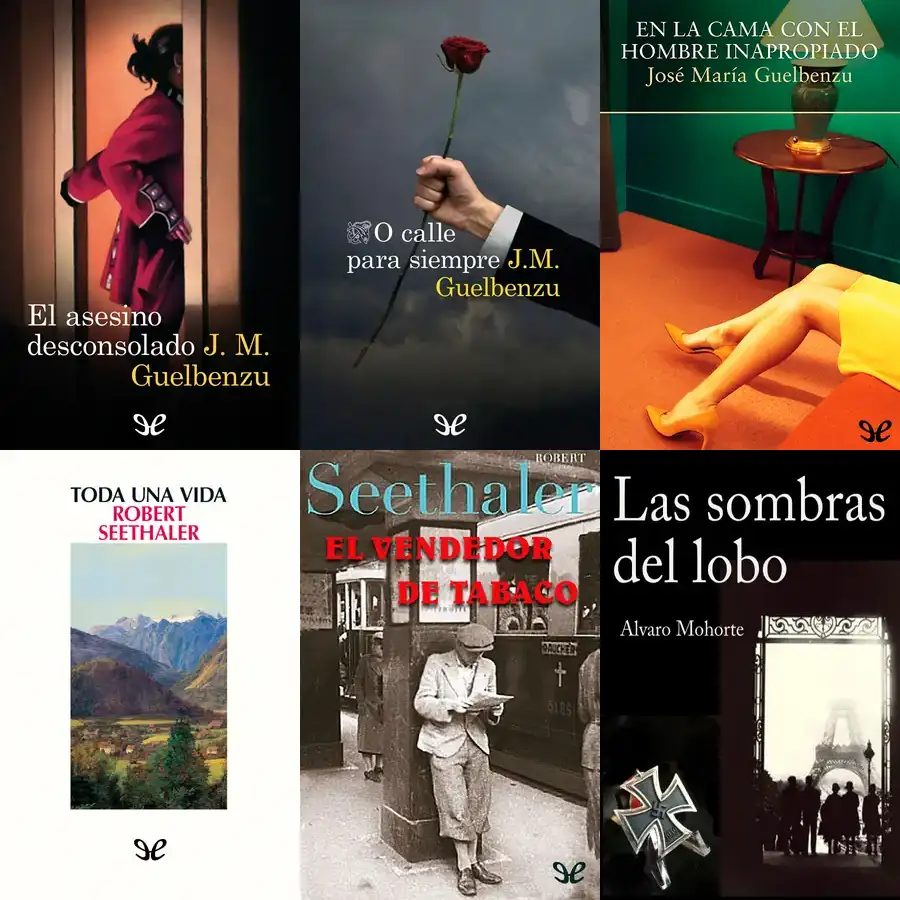 El asesino
desconsolado J. M.
Guelbenzu
O calle
para siempre J.M.
Guelbenzu
EN LA CAMA CON EL
HOMBRE INAPROPIADO
José María Guelbenzu
TODA UNA VIDA
ROBERT
SEETHALER
ROBERT
Seethaler
EL VENDEDOR
DE TABACO
Las sombras
del lobo
Alvaro Mohorte